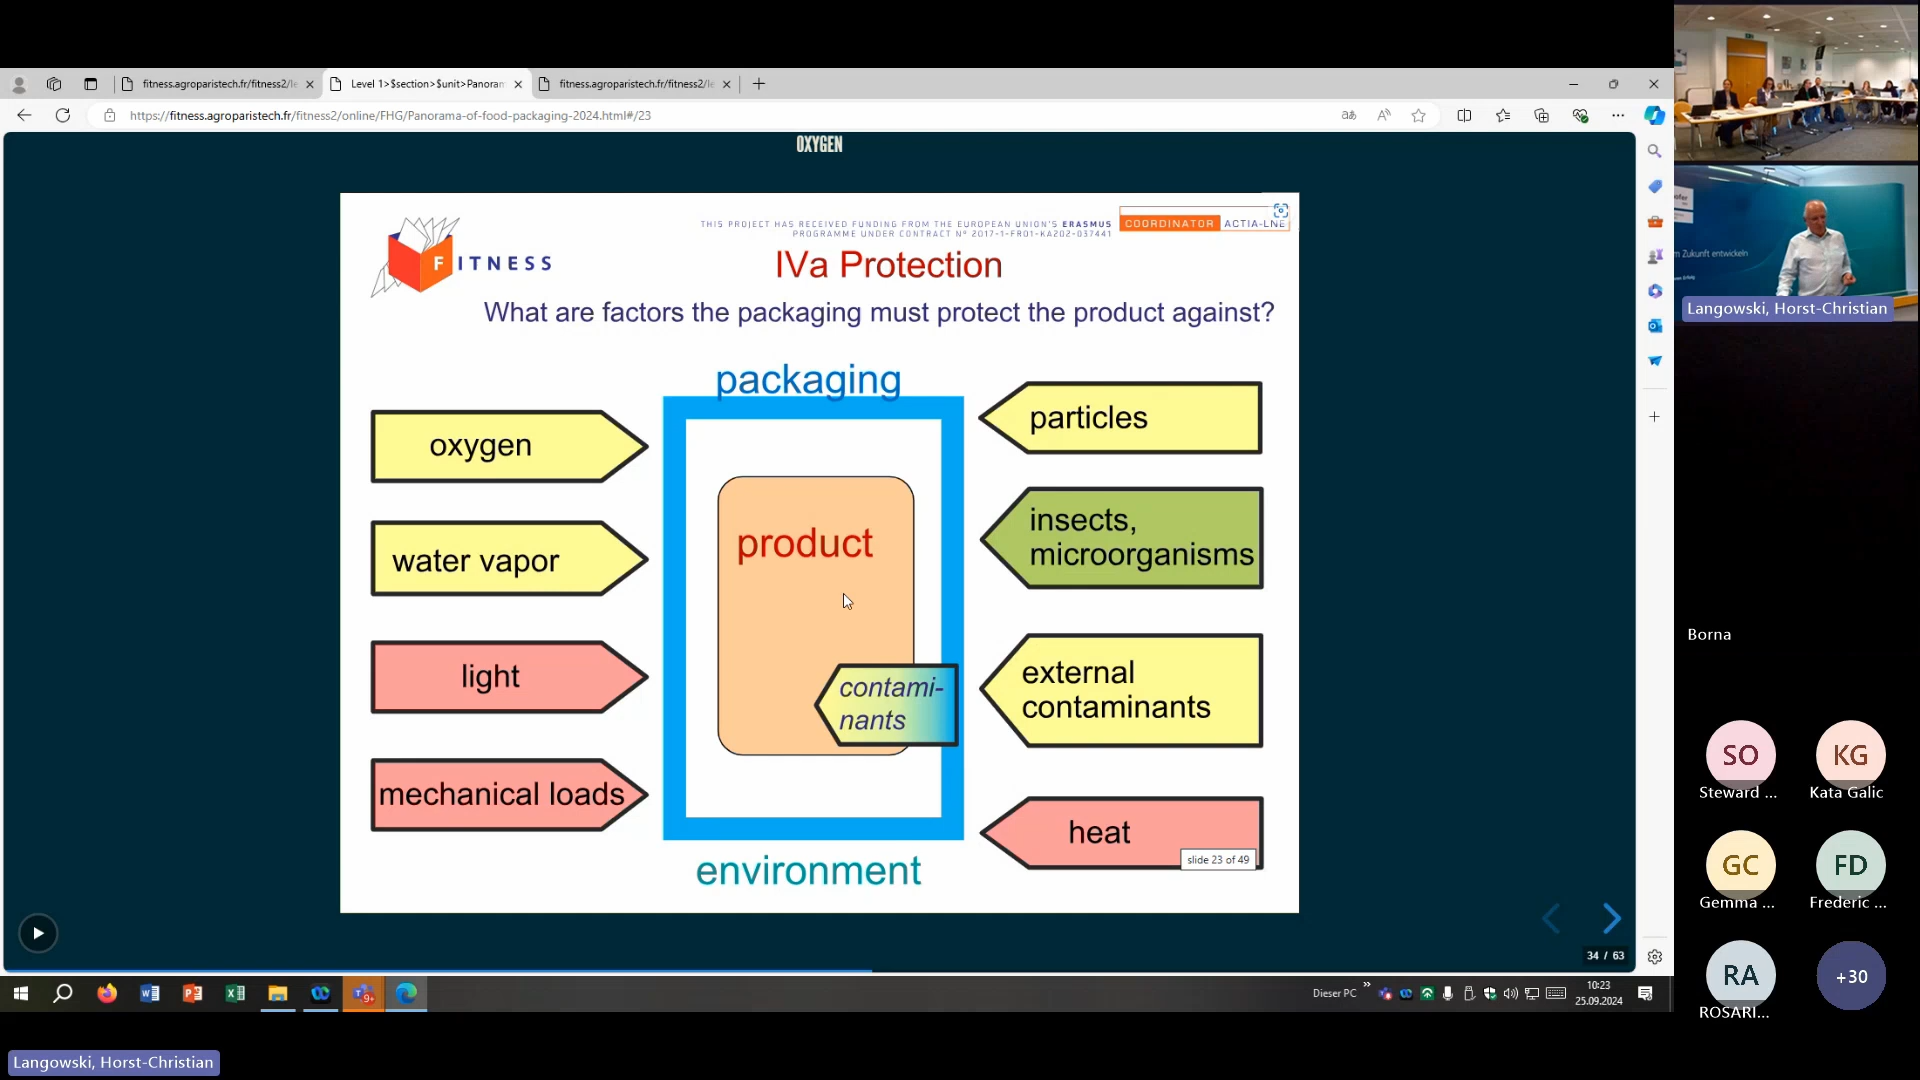 fitness.agroparistech.fr/fitness2/le
Level 1>$section>$unit>Panoram
fitness.agroparistech.fr/fitness2/le
https://fitness.agroparistech.fr/fitness2/online/FHG/Panorama-of-food-packaging-2024.html#/23
OXYGEN
THIS PROJECT HAS RECEIVED FUNDING FROM THE EUROPEAN UNION'S ERASMUS
PROGRAMME UNDER CONTRACT Nº 2017-1-FR01-KA202-037441
COORDINATOR ACTIA-LNE
FITNESS
IVa Protection
What are factors the packaging must protect the product against?
packaging
oxygen
water vapor
light
mechanical loads
product
contami-
nants
particles
insects,
microorganisms
external
contaminants
heat
slide 23 of 49
environment
34 / 63
Dieser PC
10:23
25.09.2024
9+
Langowski, Horst-Christian
m Zukunft entwickeln
Langowski, Horst-Christian
Borna
SO
Steward ...
KG
Kata Galic
GC
Gemma ...
FD
Frederic ...
RA
ROSARI...
+30